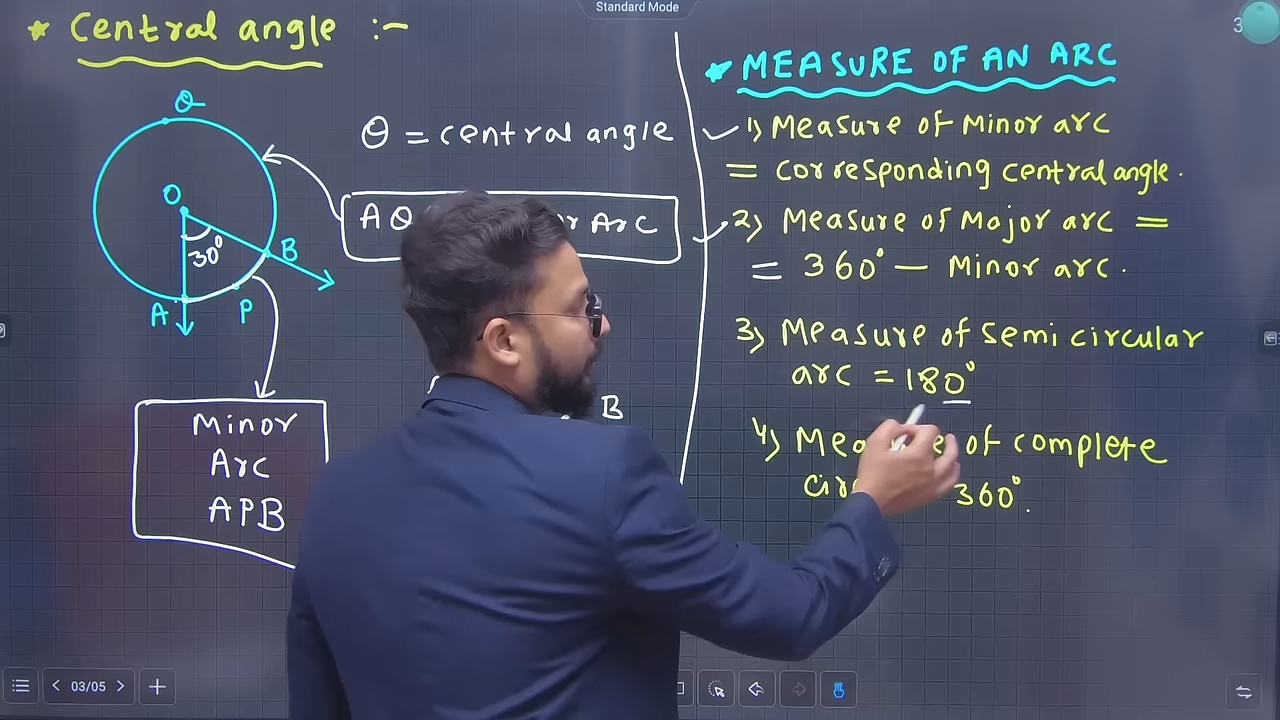 Standard Mode
3
* Central angle :-
Q
O
30°
B
A
P
θ = central angle
AQ Arc
Minor
Arc
APB
B
* MEASURE OF AN ARC
1) Measure of Minor arc
= corresponding central angle.
2) Measure of Major arc =
= 360° — Minor arc.
3) Measure of semi circular
arc = 180°
4) of complete
360°.
03/05